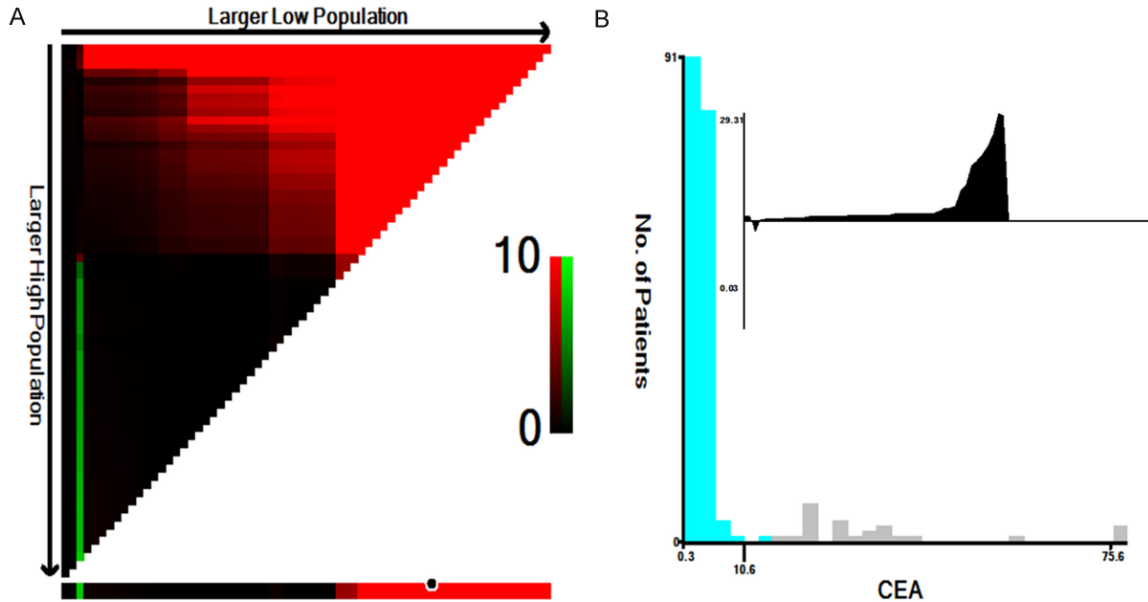 A
Larger Low Population
Larger High Population
10
0
B
91
29.31
0.03
No. of Patients
0
0.3
10.6
75.6
CEA